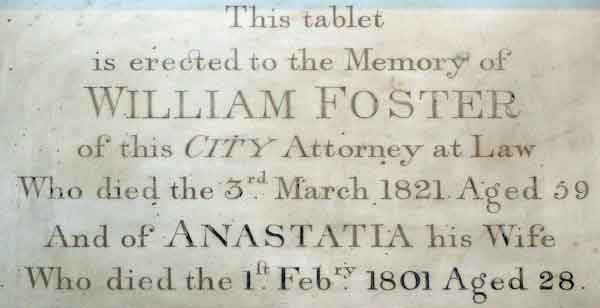 This tablet
is erected to the Memory of
WILLIAM FOSTER
of this CITY Attorney at Law
Who died the 3rd March 1821. Aged 59
And of ANASTATIA his Wife
Who died the 1ſt Febry 1801 Aged 28.